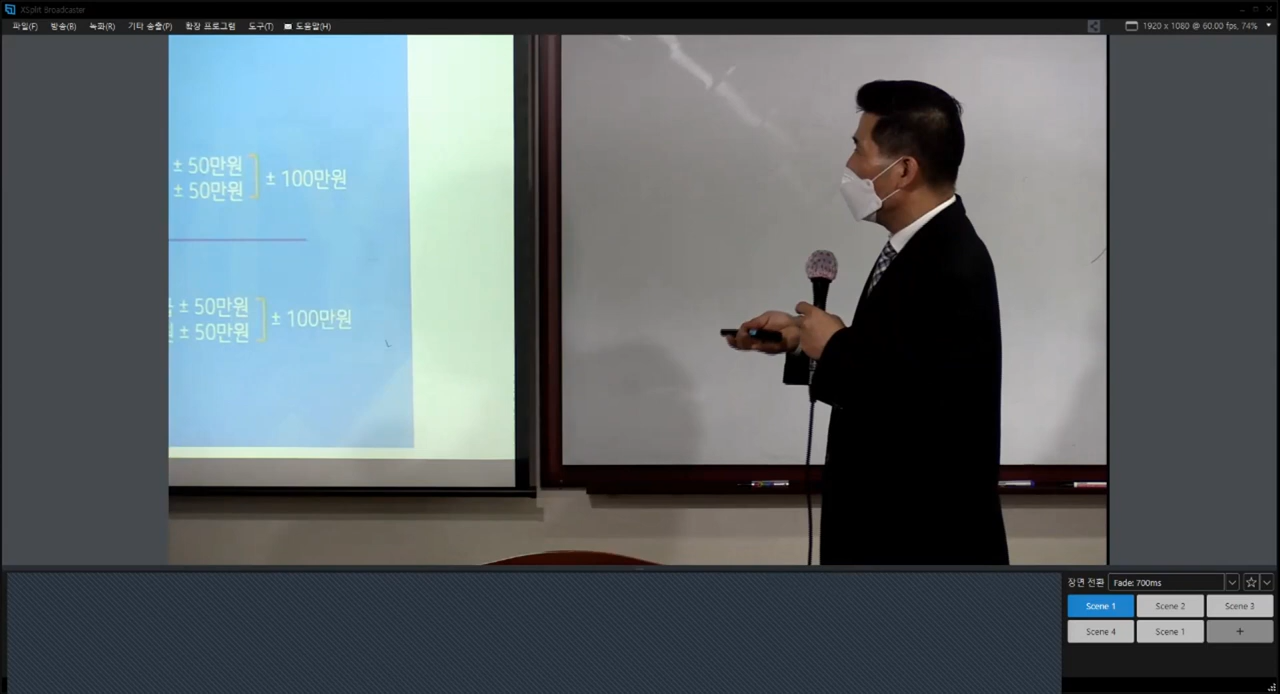 XSplit Broadcaster
파일(F) 방송(B) 녹화(R) 기타 송출(P) 확장 프로그램 도구(T) 도움말(H)
1920 x 1080 @ 60.00 fps, 74%
± 50만원
± 50만원
± 100만원
± 50만원
± 50만원
± 100만원
장면 전환 Fade: 700ms
Scene 1 Scene 2 Scene 3
Scene 4 Scene 1 +